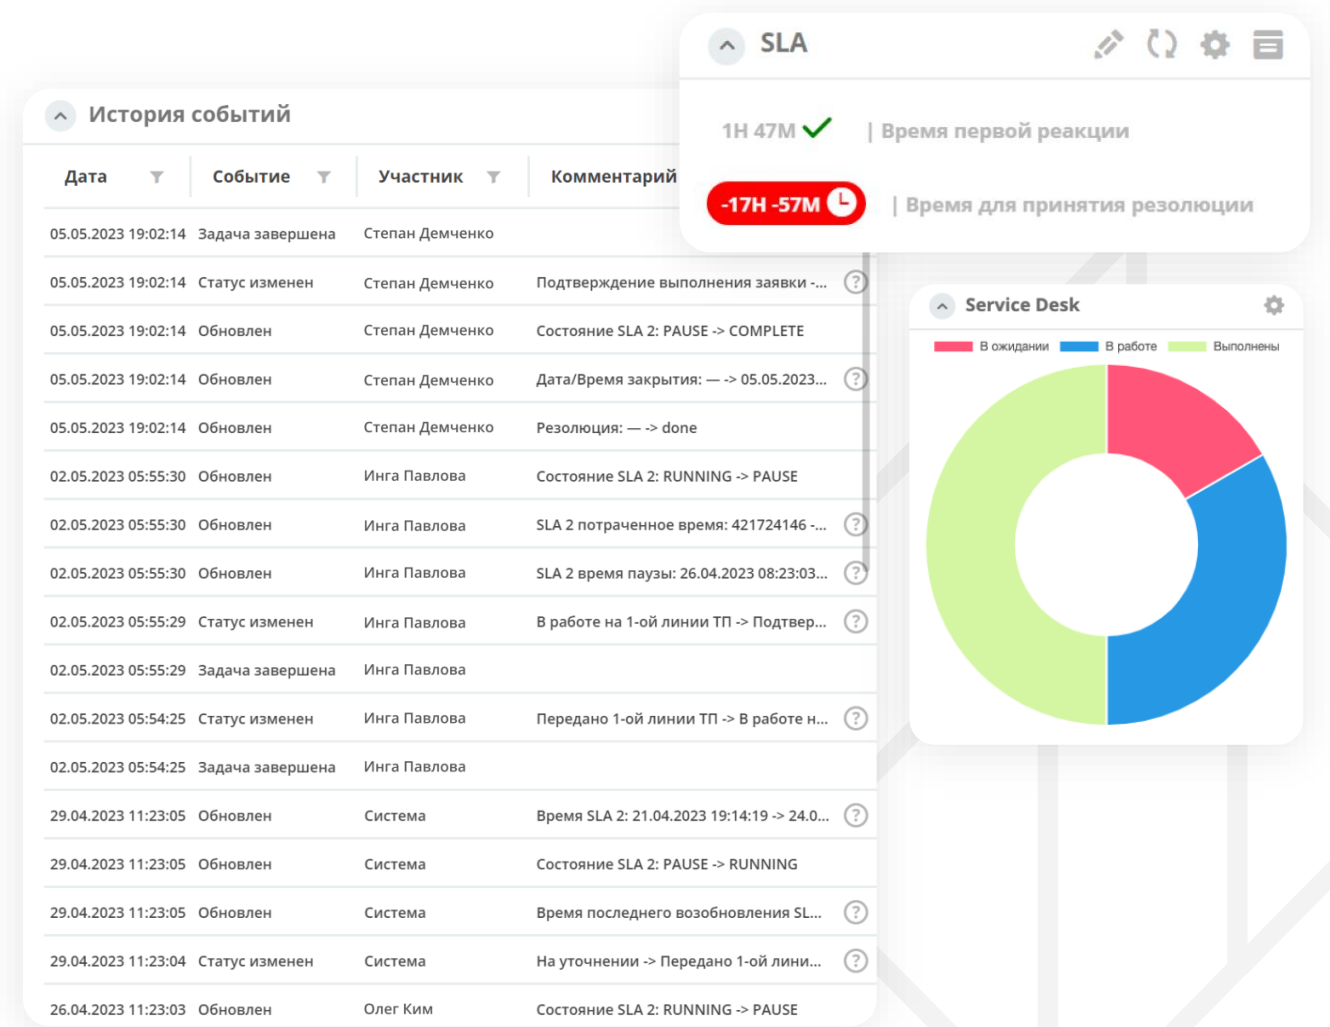 SLA
1H 47M | Время первой реакции
-17H -57M | Время для принятия резолюции
История событий
Дата Событие Участник Комментарий
05.05.2023 19:02:14 Задача завершена Степан Демченко
05.05.2023 19:02:14 Статус изменен Степан Демченко Подтверждение выполнения заявки -... ?
05.05.2023 19:02:14 Обновлен Степан Демченко Состояние SLA 2: PAUSE -> COMPLETE
05.05.2023 19:02:14 Обновлен Степан Демченко Дата/Время закрытия: — -> 05.05.2023... ?
05.05.2023 19:02:14 Обновлен Степан Демченко Резолюция: — -> done
02.05.2023 05:55:30 Обновлен Инга Павлова Состояние SLA 2: RUNNING -> PAUSE
02.05.2023 05:55:30 Обновлен Инга Павлова SLA 2 потраченное время: 421724146 -... ?
02.05.2023 05:55:30 Обновлен Инга Павлова SLA 2 время паузы: 26.04.2023 08:23:03... ?
02.05.2023 05:55:29 Статус изменен Инга Павлова В работе на 1-ой линии ТП -> Подтвер... ?
02.05.2023 05:55:29 Задача завершена Инга Павлова
02.05.2023 05:54:25 Статус изменен Инга Павлова Передано 1-ой линии ТП -> В работе н... ?
02.05.2023 05:54:25 Задача завершена Инга Павлова
29.04.2023 11:23:05 Обновлен Система Время SLA 2: 21.04.2023 19:14:19 -> 24.0... ?
29.04.2023 11:23:05 Обновлен Система Состояние SLA 2: PAUSE -> RUNNING
29.04.2023 11:23:05 Обновлен Система Время последнего возобновления SL... ?
29.04.2023 11:23:04 Статус изменен Система На уточнении -> Передано 1-ой лини... ?
26.04.2023 11:23:03 Обновлен Олег Ким Состояние SLA 2: RUNNING -> PAUSE
Service Desk
В ожидании В работе Выполнены